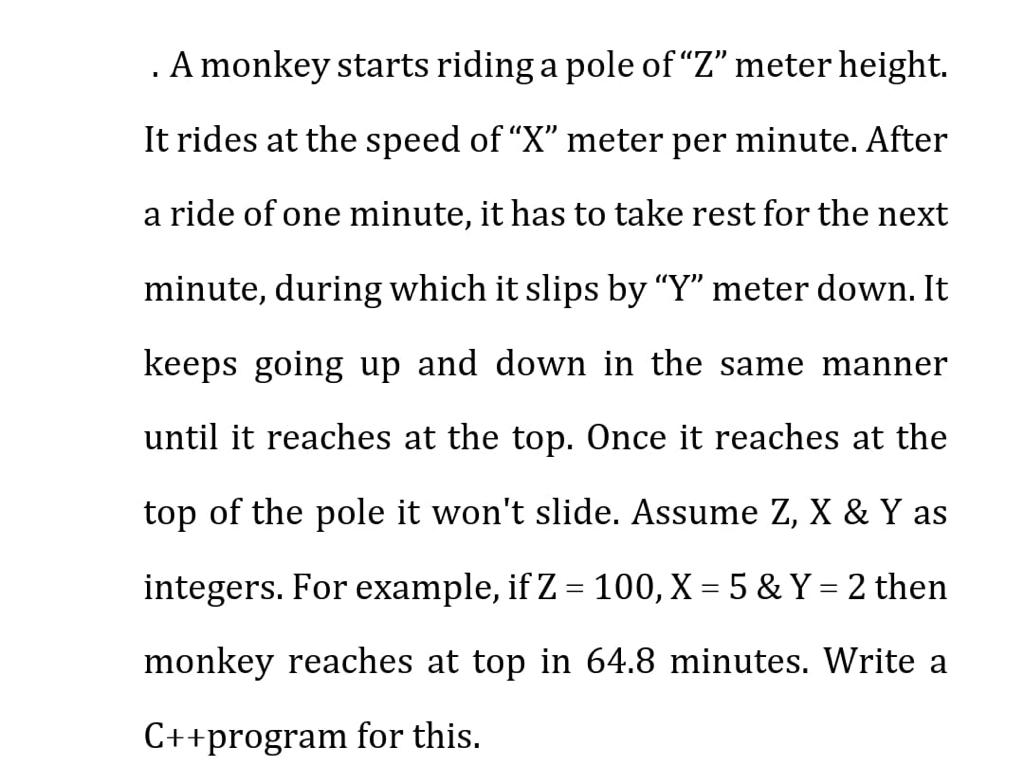 . A monkey starts riding a pole of “Z” meter height.
It rides at the speed of “X” meter per minute. After
a ride of one minute, it has to take rest for the next
minute, during which it slips by “Y” meter down. It
keeps going up and down in the same manner
until it reaches at the top. Once it reaches at the
top of the pole it won't slide. Assume Z, X & Y as
integers. For example, if Z = 100, X = 5 & Y = 2 then
monkey reaches at top in 64.8 minutes. Write a
C++program for this.